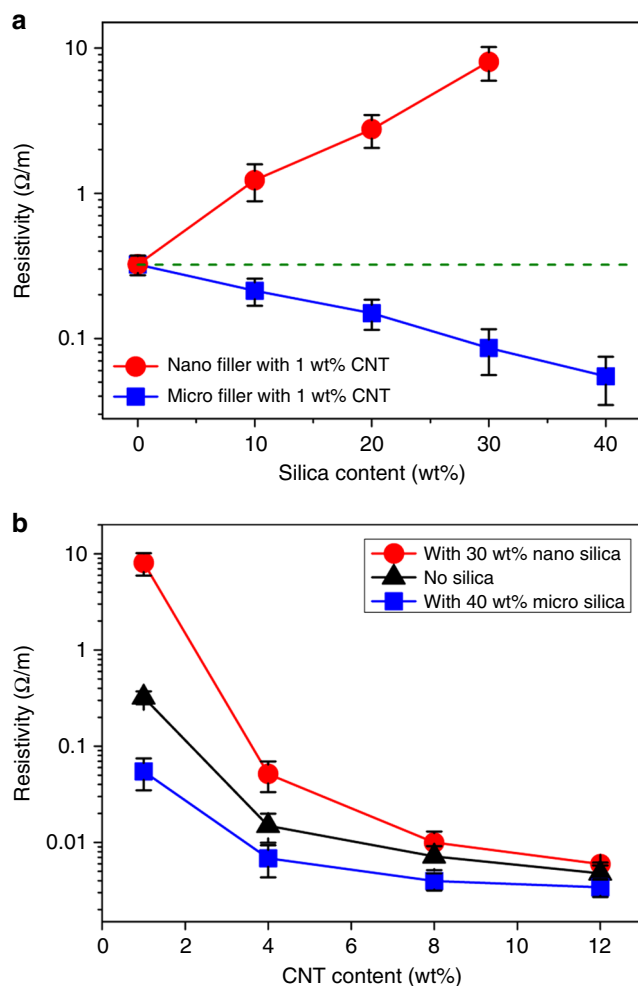 a
10
1
0.1
Resistivity (Ω/m)
Nano filler with 1 wt% CNT
Micro filler with 1 wt% CNT
0 10 20 30 40
Silica content (wt%)
b
10
1
0.1
0.01
Resistivity (Ω/m)
With 30 wt% nano silica
No silica
With 40 wt% micro silica
0 2 4 6 8 10 12
CNT content (wt%)